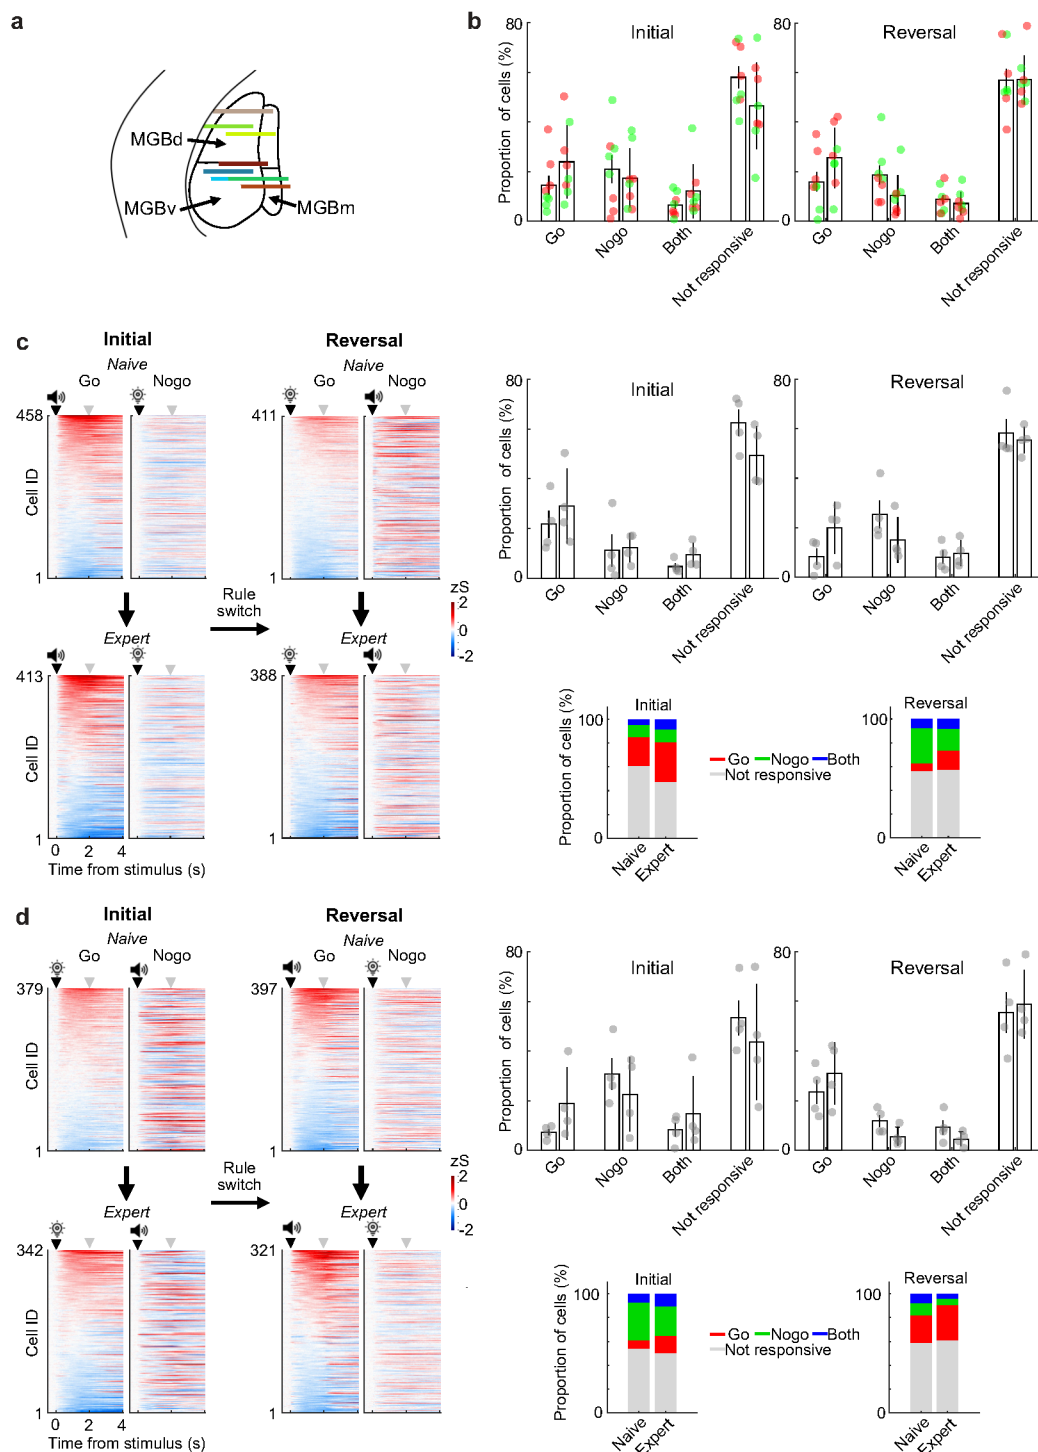 a
MGBd
MGBv
MGBm
b
Proportion of cells (%)
80
0
Initial
Go
Nogo
Both
Not responsive
80
0
Reversal
Go
Nogo
Both
Not responsive
c
Initial
Reversal
Naive
Naive
Go
Nogo
Go
Nogo
458
Cell ID
1
411
1
Rule
switch
zS
2
0
-2
Expert
Expert
413
Cell ID
1
388
1
0
2
4
Time from stimulus (s)
Proportion of cells (%)
80
0
Initial
Go
Nogo
Both
Not responsive
80
0
Reversal
Go
Nogo
Both
Not responsive
Proportion of cells (%)
Initial
100
0
Naive
Expert
Go
Nogo
Both
Not responsive
Reversal
100
0
Naive
Expert
d
Initial
Reversal
Naive
Naive
Go
Nogo
Go
Nogo
379
Cell ID
1
397
1
Rule
switch
zS
2
0
-2
Expert
Expert
342
Cell ID
1
321
1
0
2
4
Time from stimulus (s)
Proportion of cells (%)
80
0
Initial
Go
Nogo
Both
Not responsive
80
0
Reversal
Go
Nogo
Both
Not responsive
Proportion of cells (%)
Initial
100
0
Naive
Expert
Go
Nogo
Both
Not responsive
Reversal
100
0
Naive
Expert